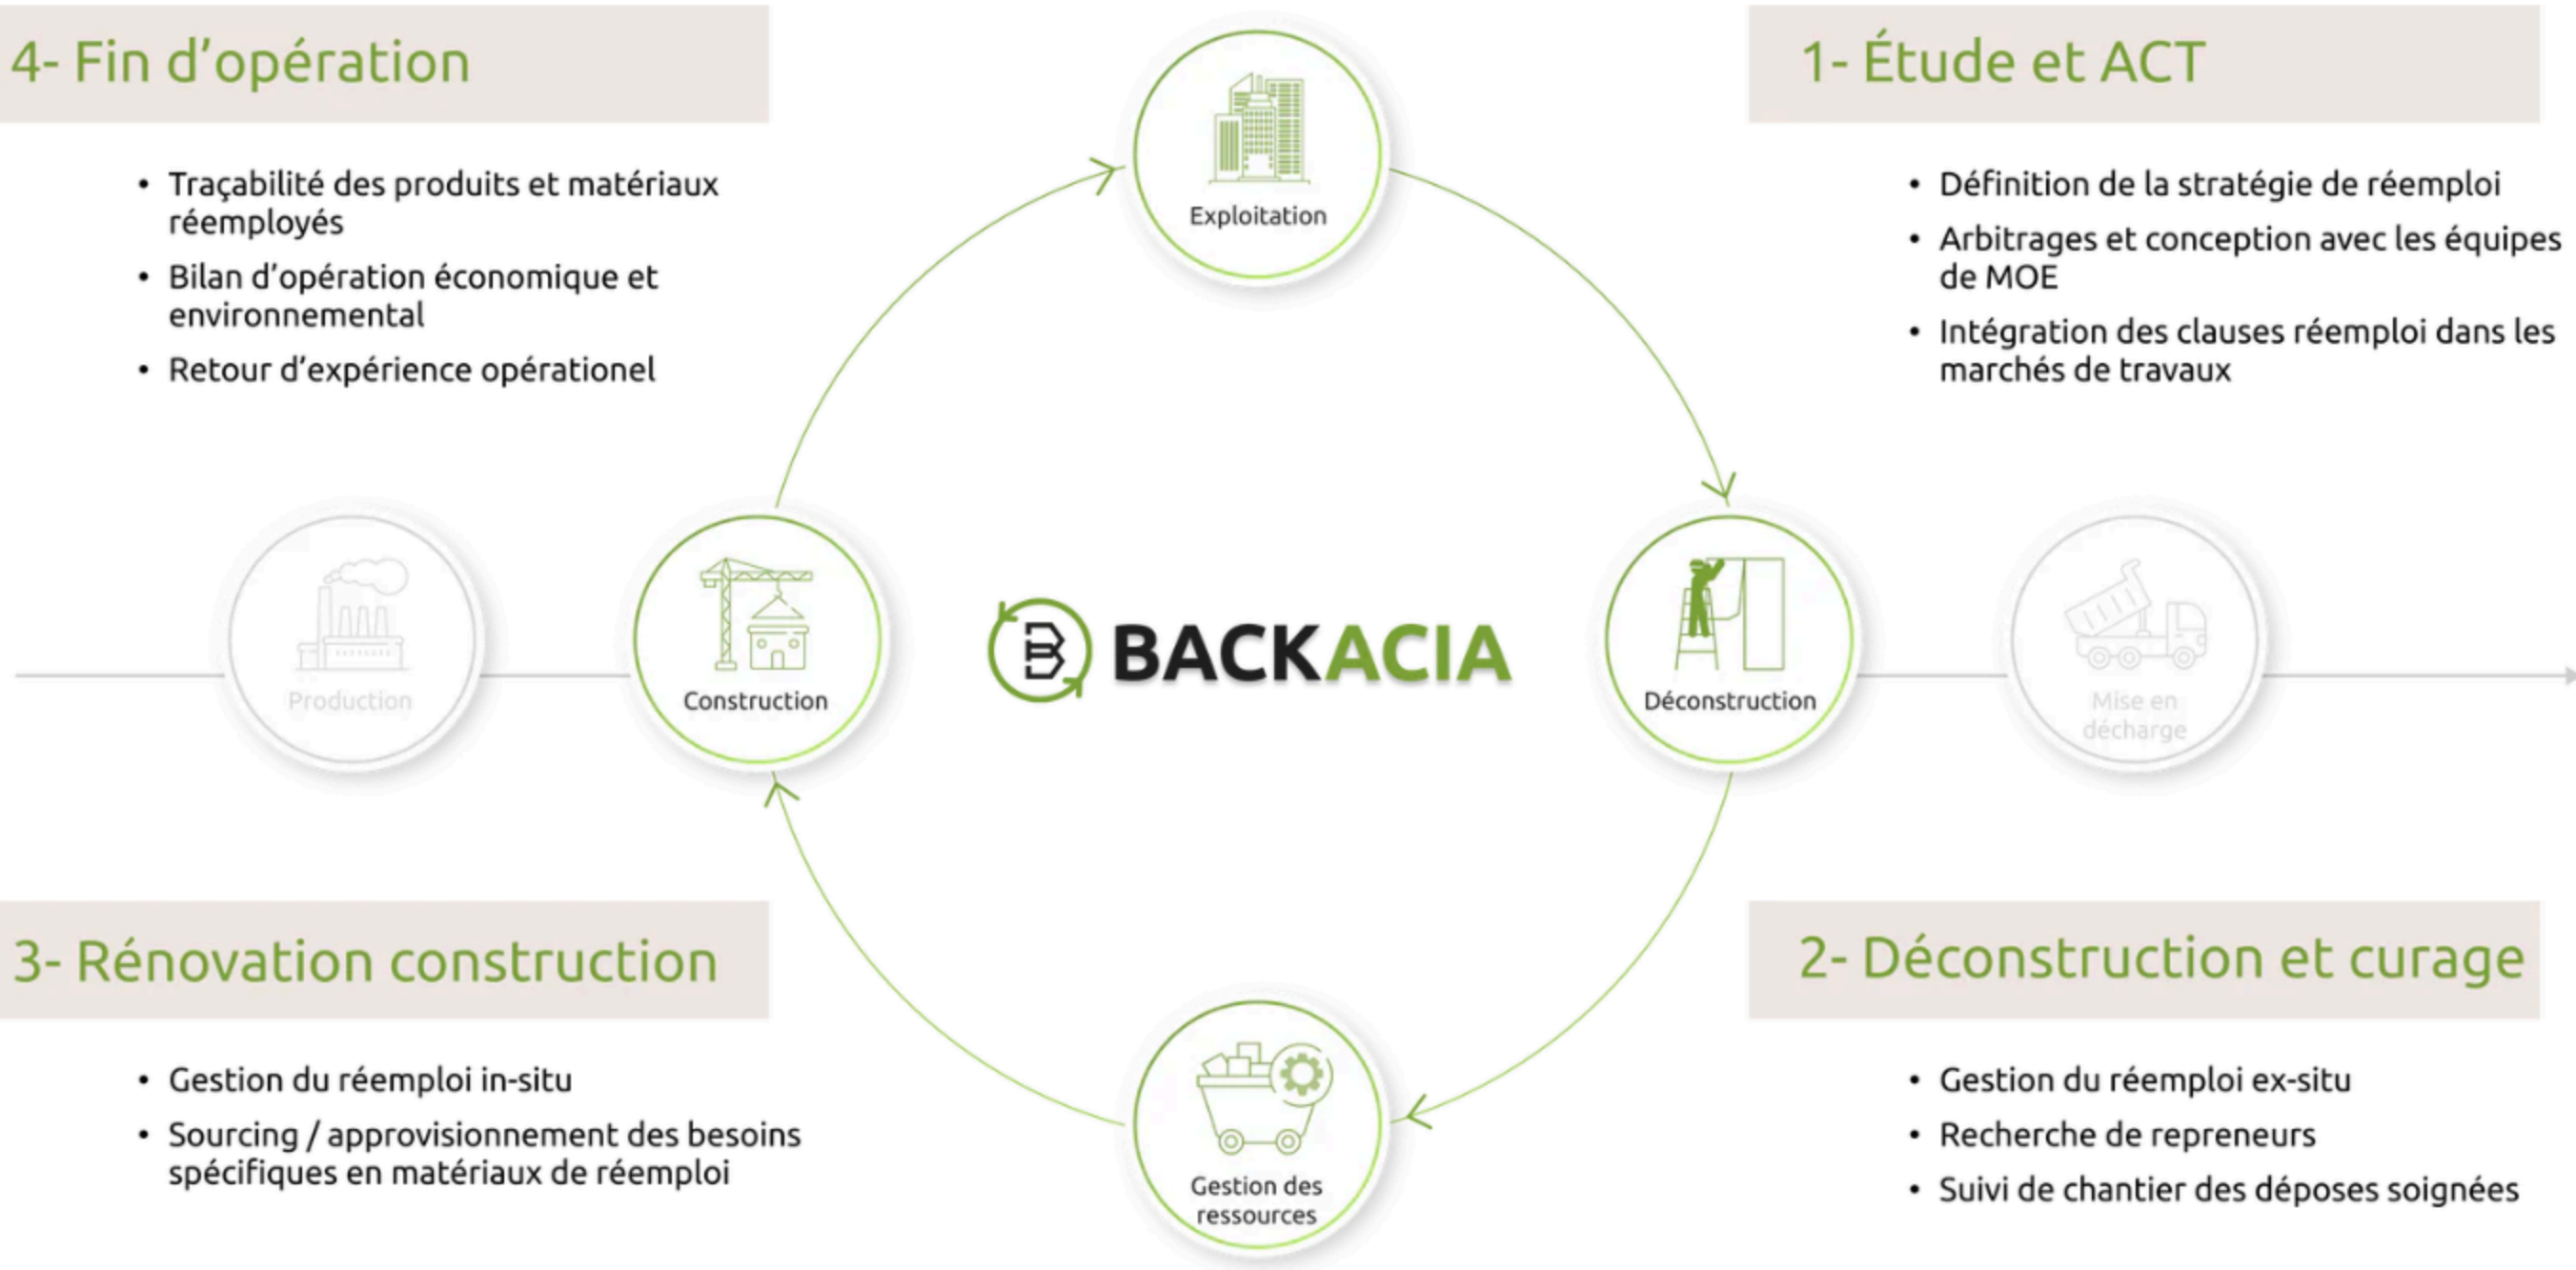 4- Fin d'opération
• Traçabilité des produits et matériaux
réemployés
• Bilan d'opération économique et
environnemental
• Retour d'expérience opérationel
Exploitation
1- Étude et ACT
• Définition de la stratégie de réemploi
• Arbitrages et conception avec les équipes
de MOE
• Intégration des clauses réemploi dans les
marchés de travaux
Production
Construction
BACKACIA
Déconstruction
Mise en
décharge
3- Rénovation construction
• Gestion du réemploi in-situ
• Sourcing / approvisionnement des besoins
spécifiques en matériaux de réemploi
Gestion des
ressources
2- Déconstruction et curage
• Gestion du réemploi ex-situ
• Recherche de repreneurs
• Suivi de chantier des déposes soignées